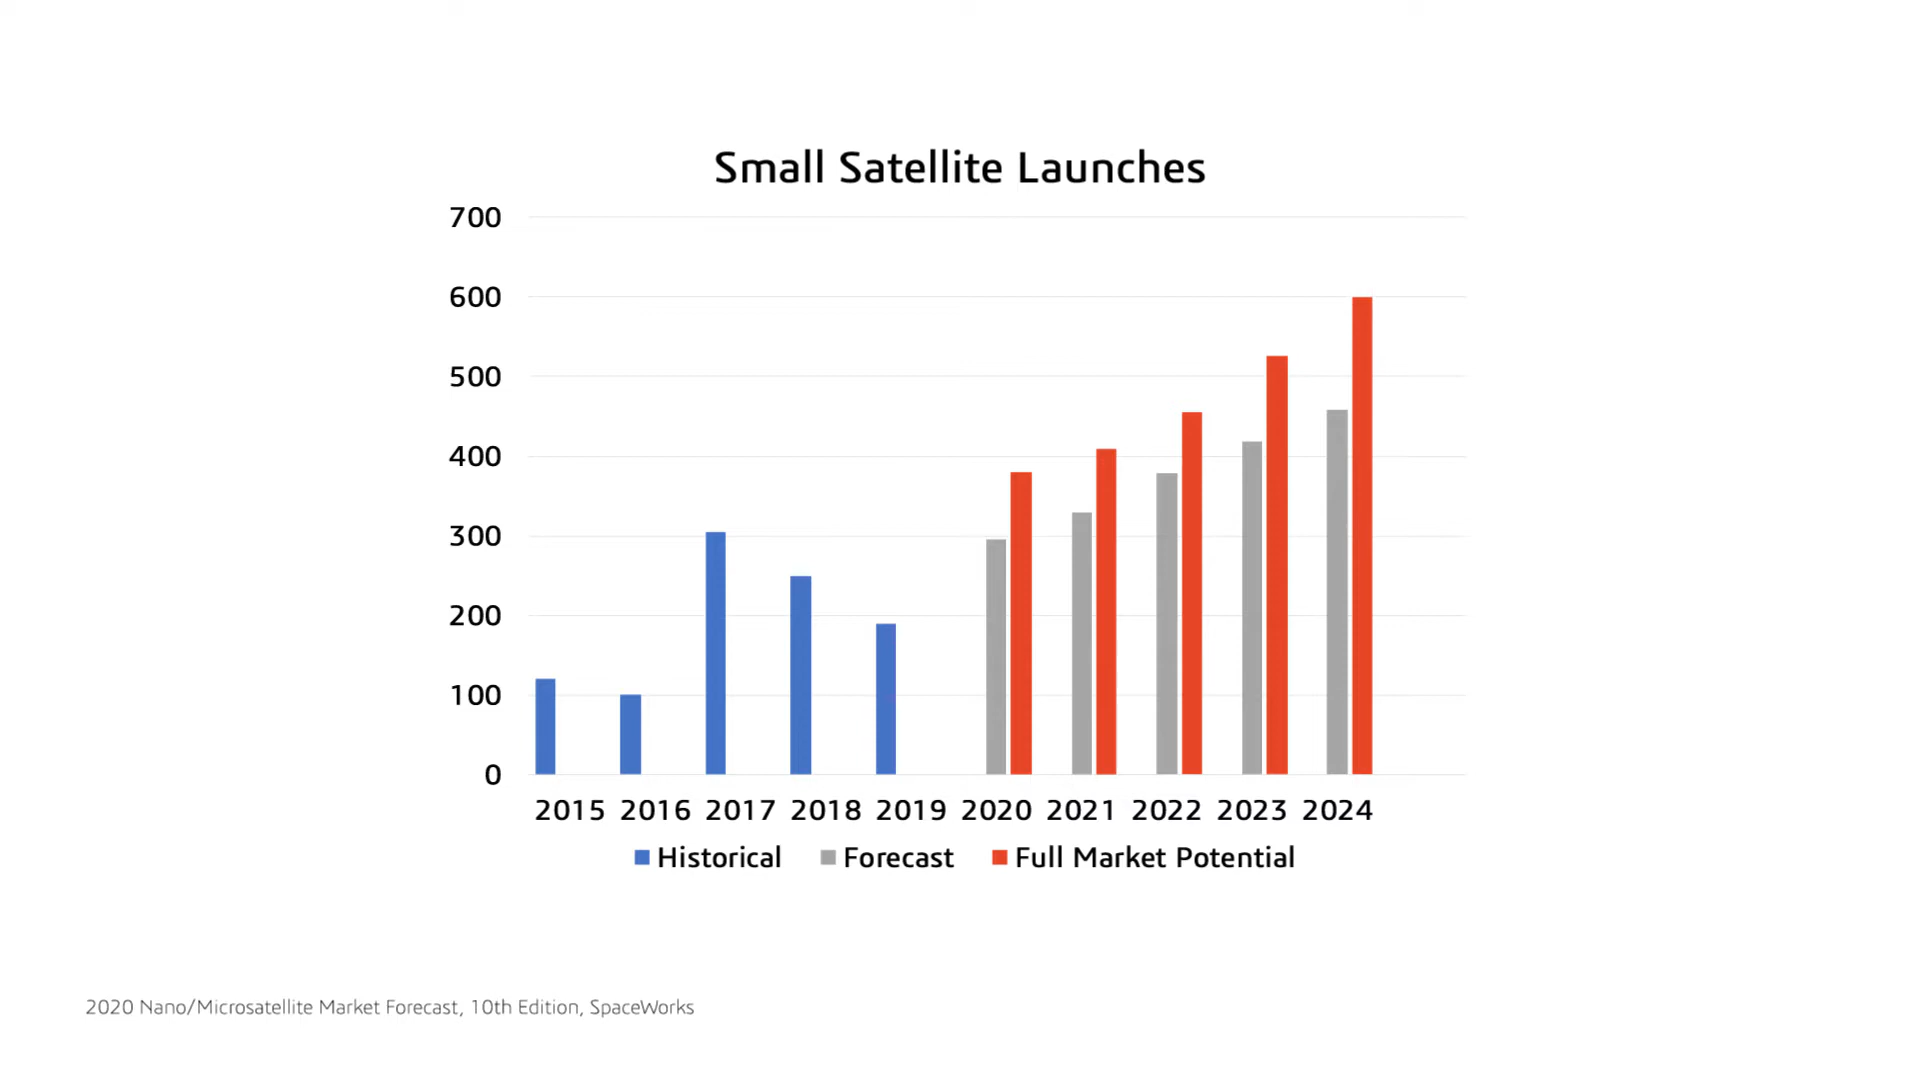 Small Satellite Launches
700
600
500
400
300
200
100
0
2015 2016 2017 2018 2019 2020 2021 2022 2023 2024
Historical Forecast Full Market Potential
2020 Nano/Microsatellite Market Forecast, 10th Edition, SpaceWorks